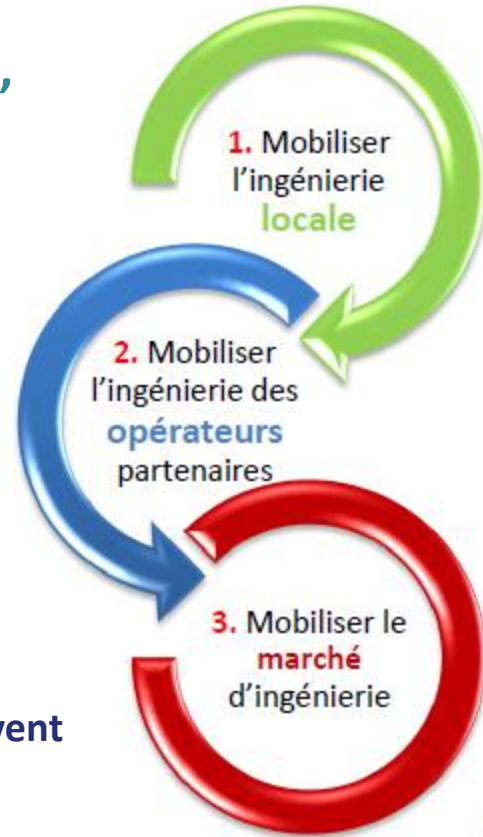 ,
1. Mobiliser
l’ingénierie
locale
2. Mobiliser
l’ingénierie des
opérateurs
partenaires
3. Mobiliser le
marché
d’ingénierie
vent